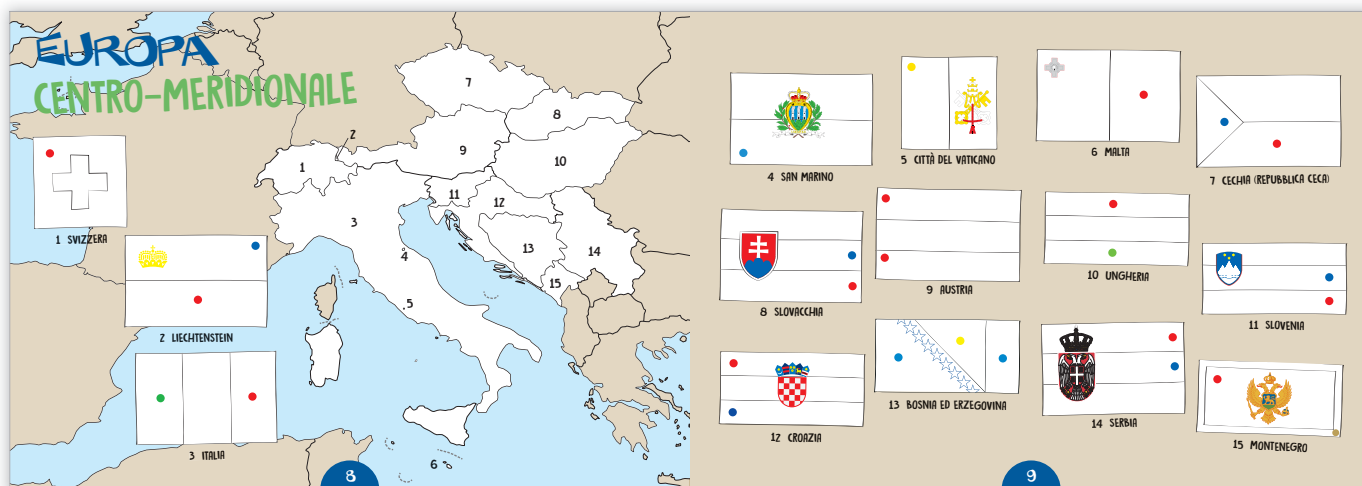 EUROPA
CENTRO-MERIDIONALE
7
8
2
9
10
1
11
12
3
13
14
4
15
5
6
1 SVIZZERA
2 LIECHTENSTEIN
3 ITALIA
8
4 SAN MARINO
5 CITTÀ DEL VATICANO
6 MALTA
7 CECHIA (REPUBBLICA CECA)
8 SLOVACCHIA
9 AUSTRIA
10 UNGHERIA
11 SLOVENIA
12 CROAZIA
13 BOSNIA ED ERZEGOVINA
14 SERBIA
15 MONTENEGRO
9